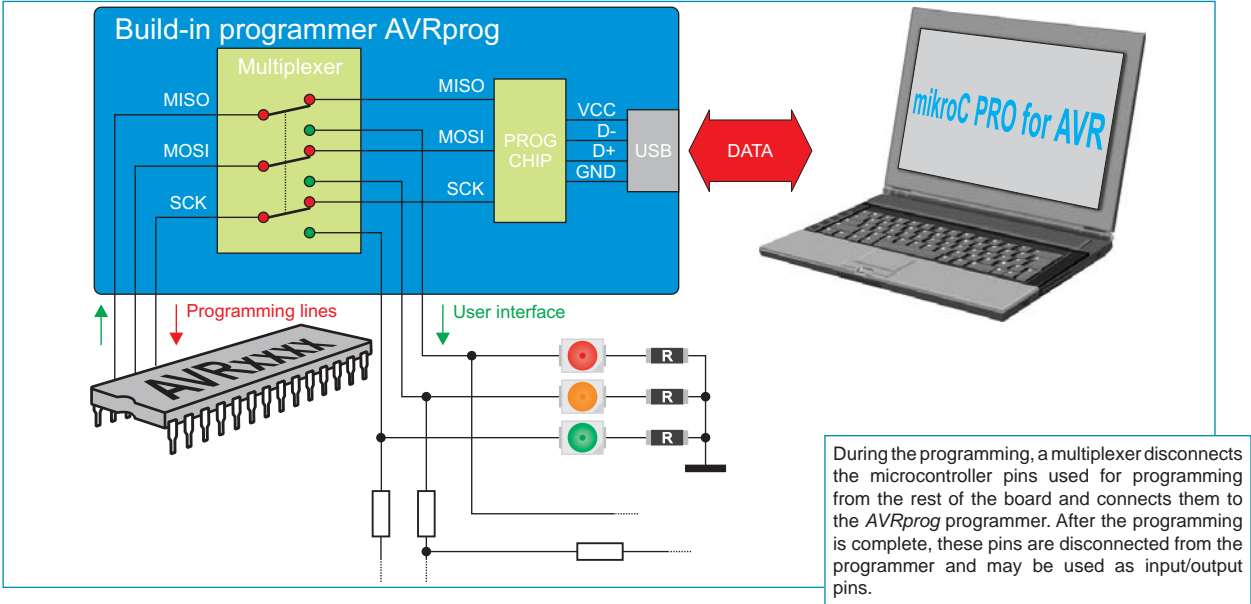 Build-in programmer AVRprog
Multiplexer
MISO
MOSI
SCK
MISO
MOSI
SCK
PROG
CHIP
VCC
D-
D+
GND
USB
DATA
mikroC PRO for AVR
Programming lines
User interface
AVRXXXX
R
R
R
During the programming, a multiplexer disconnects
the microcontroller pins used for programming
from the rest of the board and connects them to
the AVRprog programmer. After the programming
is complete, these pins are disconnected from the
programmer and may be used as input/output
pins.